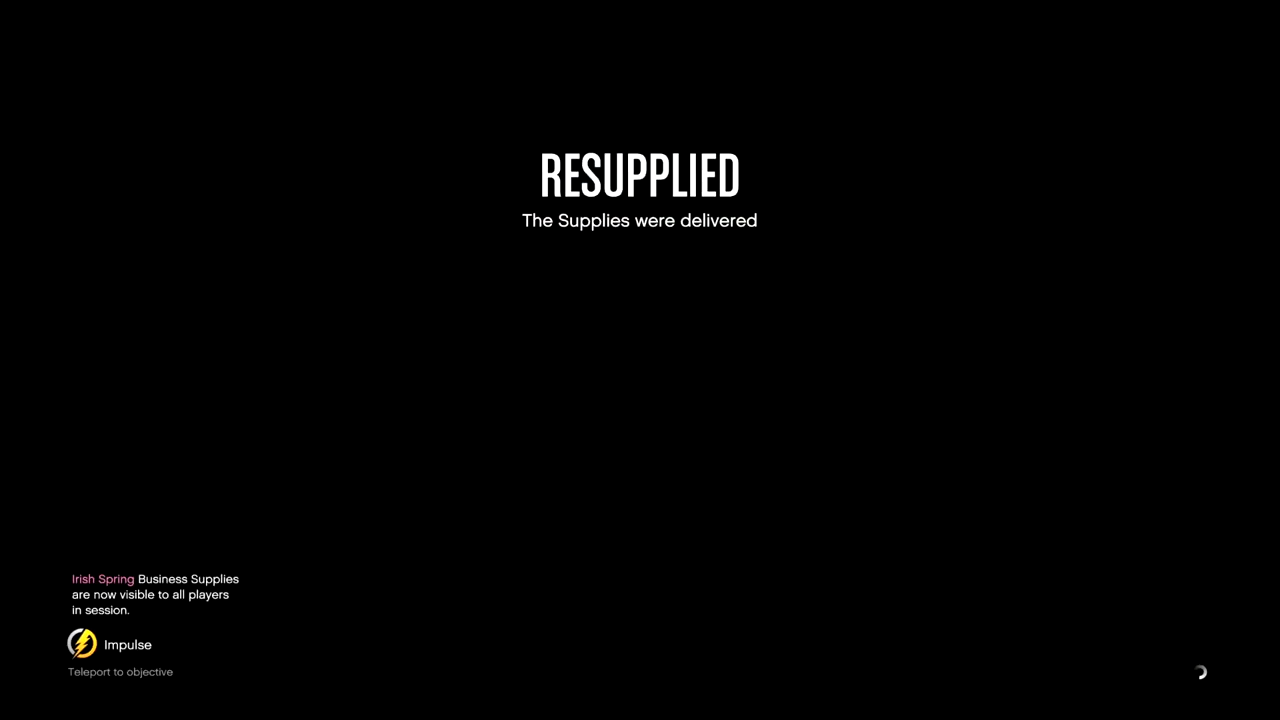 RESUPPLIED
The Supplies were delivered
Irish Spring Business Supplies
are now visible to all players
in session.
Impulse
Teleport to objective